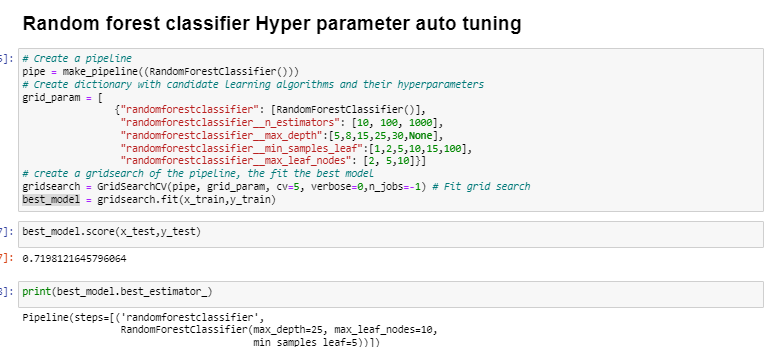 Random forest classifier Hyper parameter auto tuning
]: # Create a pipeline
pipe = make_pipeline((RandomForestClassifier()))
# Create dictionary with candidate learning algorithms and their hyperparameters
grid_param = [
{"randomforestclassifier": [RandomForestClassifier()],
"randomforestclassifier__n_estimators": [10, 100, 1000],
"randomforestclassifier__max_depth":[5,8,15,25,30,None],
"randomforestclassifier__min_samples_leaf":[1,2,5,10,15,100],
"randomforestclassifier__max_leaf_nodes": [2, 5,10]}]
# create a gridsearch of the pipeline, the fit the best model
gridsearch = GridSearchCV(pipe, grid_param, cv=5, verbose=0,n_jobs=-1) # Fit grid search
best_model = gridsearch.fit(x_train,y_train)
]: best_model.score(x_test,y_test)
]: 0.7198121645796064
]: print(best_model.best_estimator_)
Pipeline(steps=[('randomforestclassifier',
RandomForestClassifier(max_depth=25, max_leaf_nodes=10,
min_samples_leaf=5))])